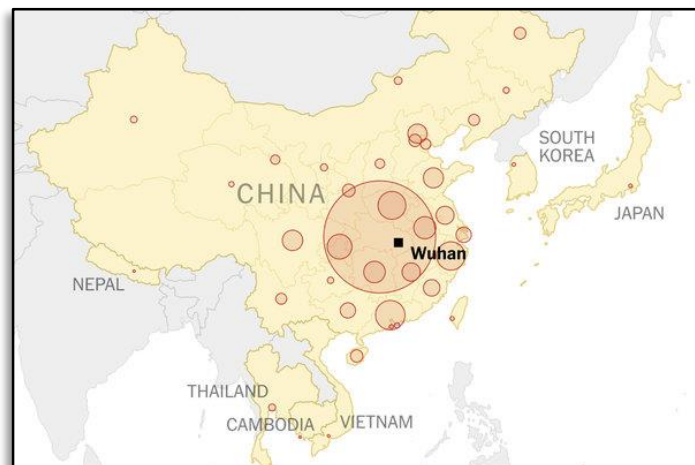 SOUTH
KOREA
CHINA
JAPAN
Wuhan
NEPAL
THAILAND
CAMBODIA
VIETNAM